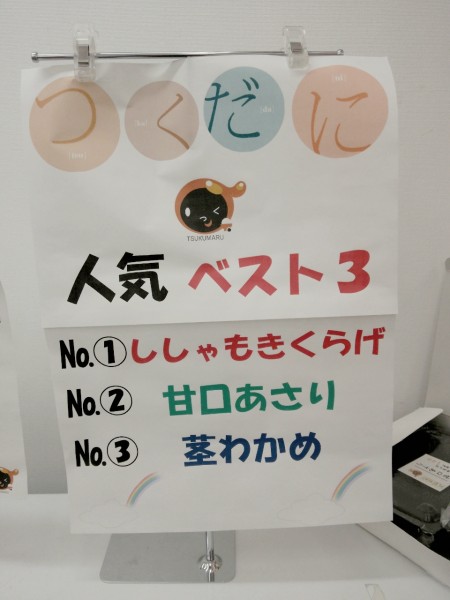 つくだに
TSUKUMARU
人気 ベスト3
No.①ししゃもきくらげ
No.② 甘口あさり
No.③ 茎わかめ